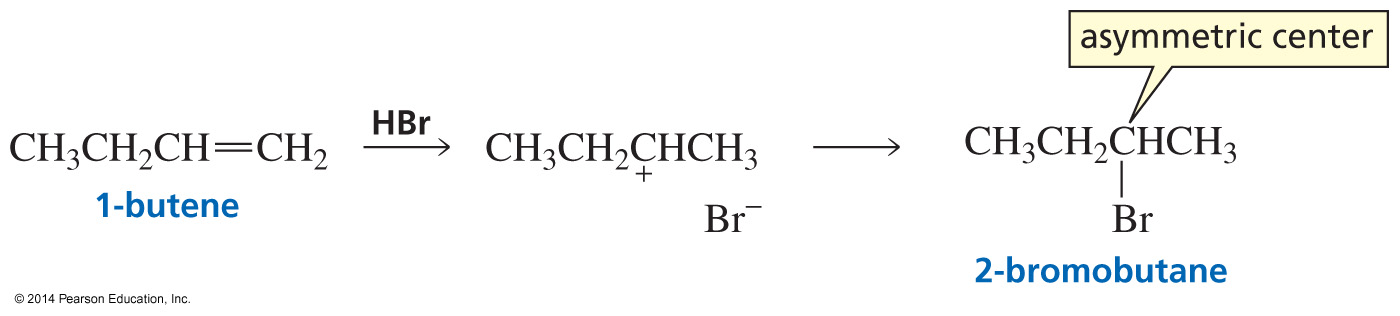 asymmetric center
CH₃CH₂CH=CH₂ HBr CH₃CH₂CHCH₃ CH₃CH₂CHCH₃
+
1-butene Br⁻ Br
2-bromobutane
© 2014 Pearson Education, Inc.